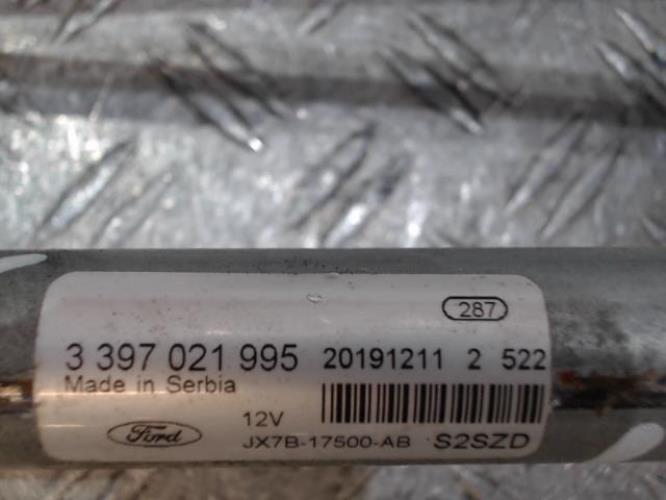 287
3 397 021 995 20191211 2 522
Made in Serbia
12V
Ford JX7B-17500-AB S2SZD